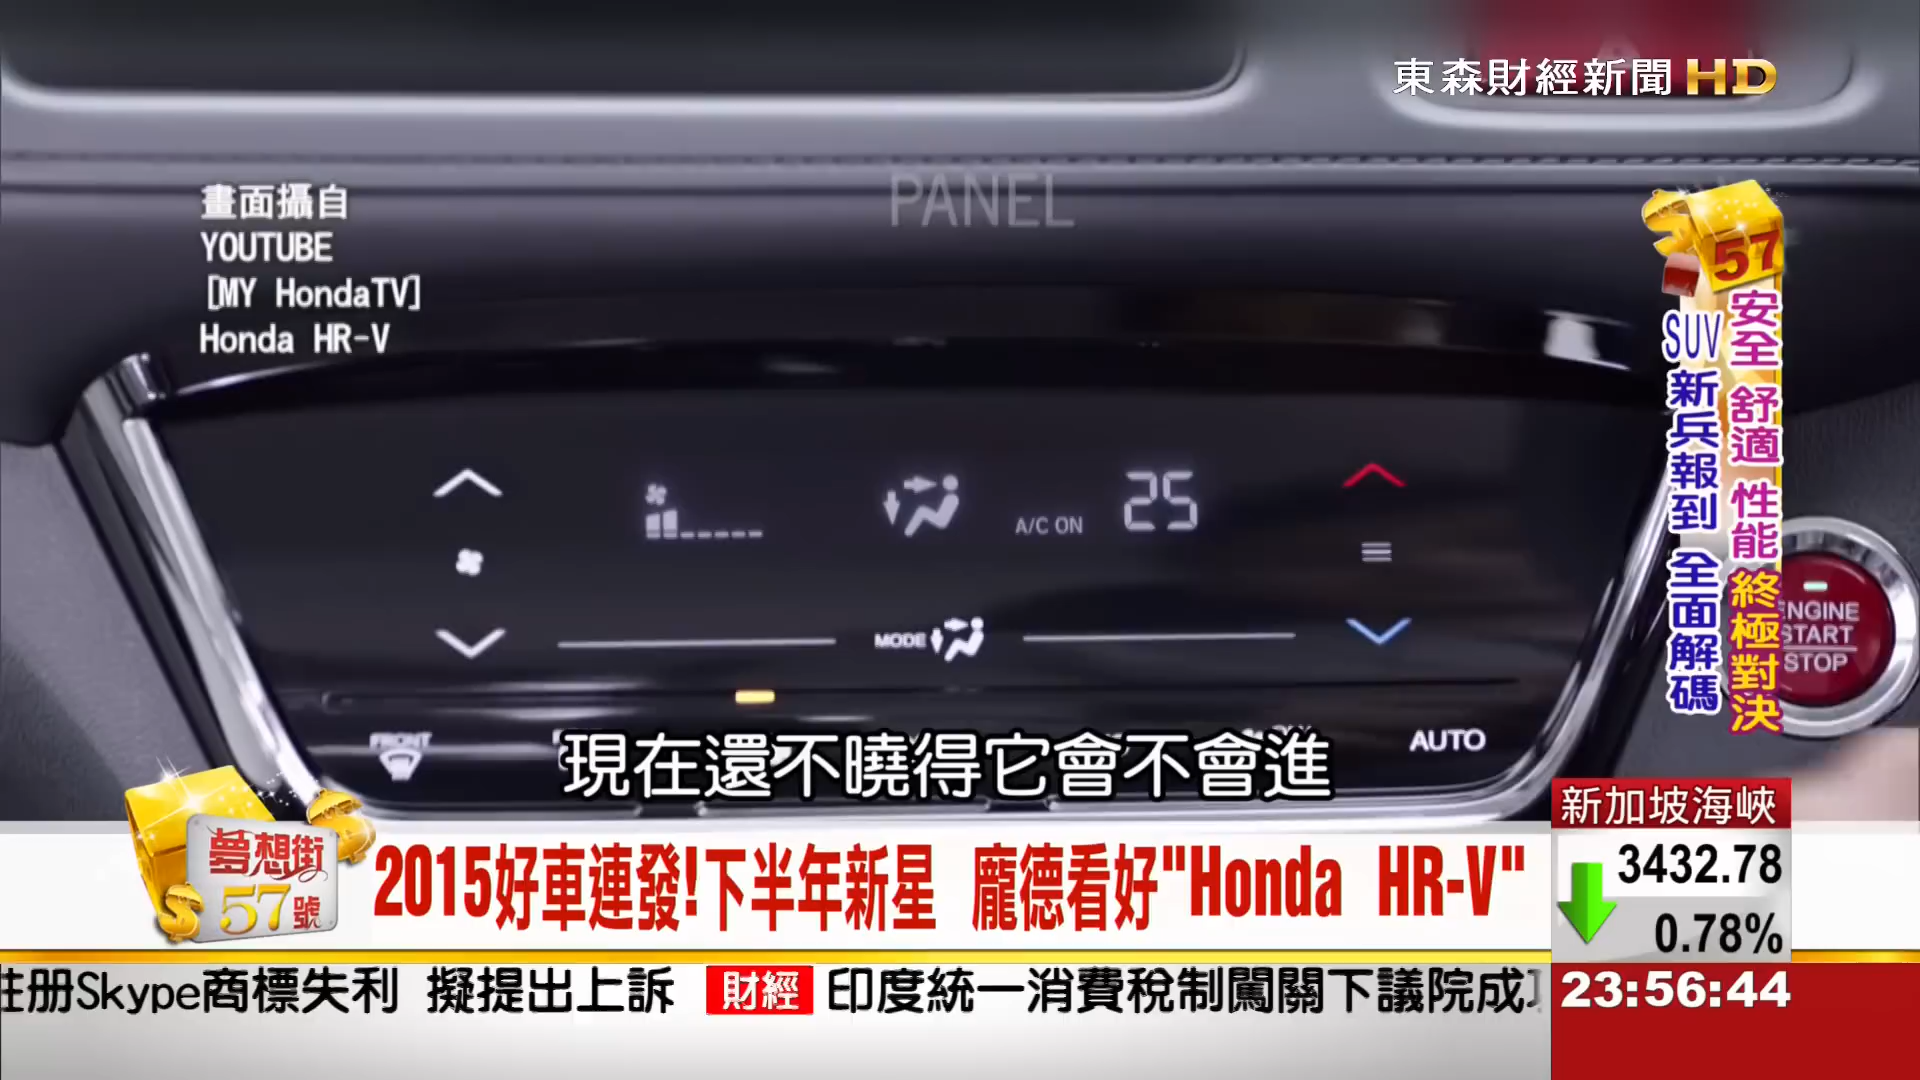 東森財經新聞HD
PANEL
畫面攝自
YOUTUBE
[MY HondaTV]
Honda HR-V
57
安全 舒適 性能 終極對決
SUV新兵報到 全面解碼
A/C ON
25
MODE
ENGINE
START
STOP
FRONT
AUTO
現在還不曉得它會不會進
夢想街
57號
2015好車連發!下半年新星 龐德看好"Honda HR-V"
新加坡海峽
3432.78
0.78%
註册Skype商標失利 擬提出上訴 財經 印度統一消費稅制闖關下議院成
23:56:44